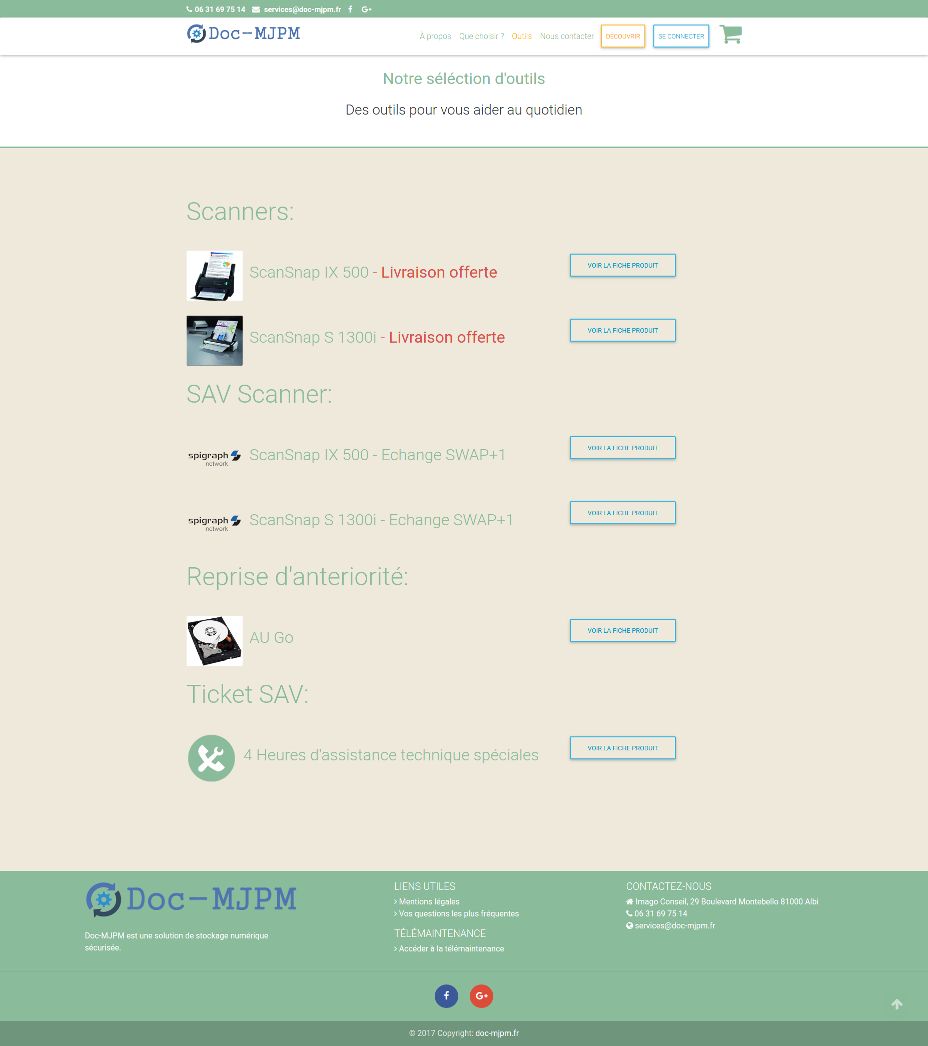 06 31 69 75 14 services@doc-mjpm.fr
Doc-MJPM
A propos Que choisir ? Outils Nous contacter DÉCOUVRIR SE CONNECTER
Notre séléction d'outils
Des outils pour vous aider au quotidien
Scanners:
ScanSnap IX 500 - Livraison offerte
VOIR LA FICHE PRODUIT
ScanSnap S 1300i - Livraison offerte
VOIR LA FICHE PRODUIT
SAV Scanner:
spigraph
network
ScanSnap IX 500 - Echange SWAP+1
VOIR LA FICHE PRODUIT
spigraph
network
ScanSnap S 1300i - Echange SWAP+1
VOIR LA FICHE PRODUIT
Reprise d'anteriorité:
AU Go
VOIR LA FICHE PRODUIT
Ticket SAV:
4 Heures d'assistance technique spéciales
VOIR LA FICHE PRODUIT
Doc-MJPM
Doc-MJPM est une solution de stockage numérique
sécurisée.
LIENS UTILES
Mentions légales
Vos questions les plus fréquentes
TÉLÉMAINTENANCE
Accéder à la télémaintenance
CONTACTEZ-NOUS
Imago Conseil, 29 Boulevard Montebello 81000 Albi
06 31 69 75 14
services@doc-mjpm.fr
© 2017 Copyright: doc-mjpm.fr